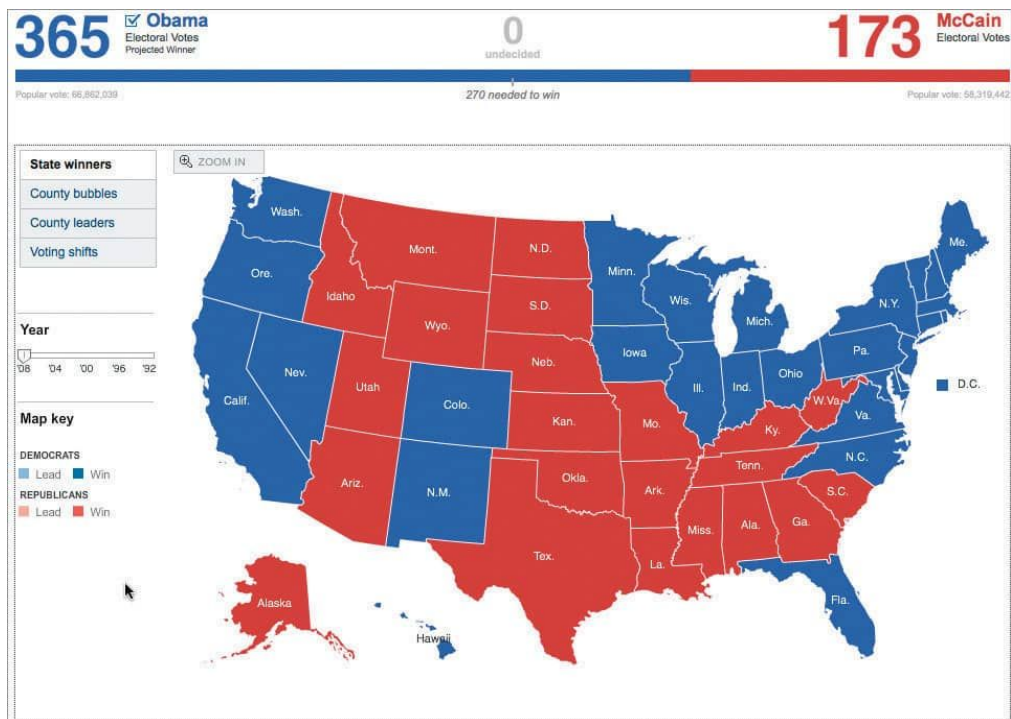 365
Obama
Electoral Votes
Projected Winner
0
undecided
173
McCain
Electoral Votes
Popular vote: 66,862,039
270 needed to win
Popular vote: 58,319,442
State winners
County bubbles
County leaders
Voting shifts
ZOOM IN
Year
'08 '04 '00 '96 '92
Map key
DEMOCRATS
Lead Win
REPUBLICANS
Lead Win
Wash.
Ore.
Calif.
Nev.
Idaho
Mont.
Wyo.
Utah
Colo.
Ariz.
N.M.
N.D.
S.D.
Neb.
Kan.
Okla.
Tex.
Minn.
Iowa
Mo.
Ark.
La.
Wis.
Ill.
Mich.
Ind.
Ohio
Ky.
Tenn.
Miss.
Ala.
Ga.
Fla.
S.C.
N.C.
Va.
W.Va.
Pa.
N.Y.
Me.
D.C.
Alaska
Hawaii